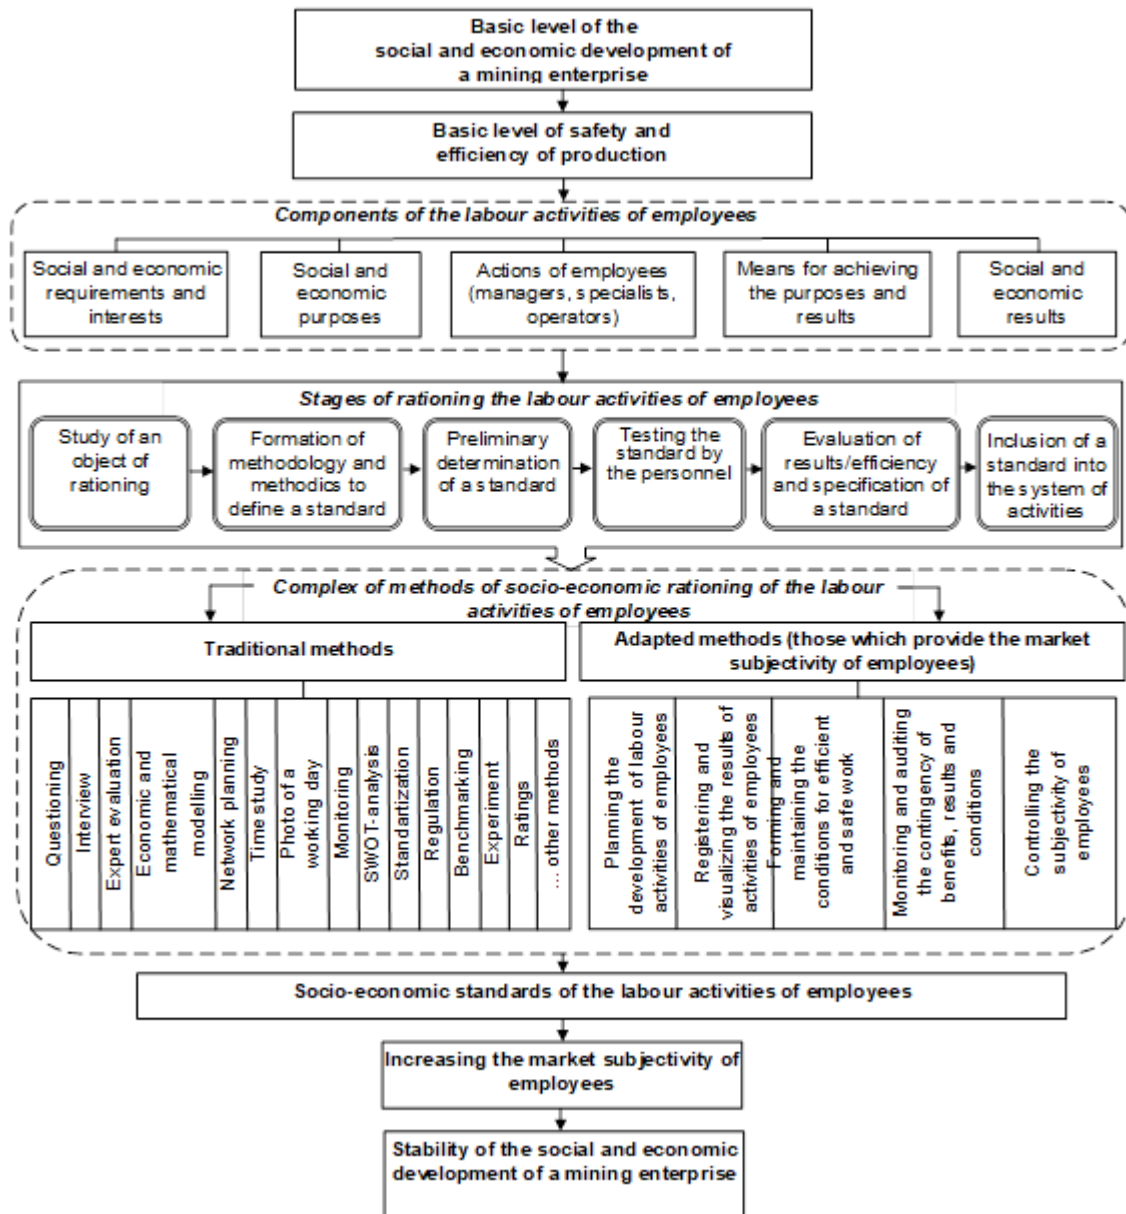 Basic level of the
social and economic development of
a mining enterprise
Basic level of safety and
efficiency of production
Components of the labour activities of employees
Social and economic
requirements and
interests
Social and
economic
purposes
Actions of employees
(managers, specialists,
operators)
Means for achieving
the purposes and
results
Social and
economic
results
Stages of rationing the labour activities of employees
Study of an
object of
rationing
Formation of
methodology and
methodics to
define a standard
Preliminary
determination
of a standard
Testing the
standard by
the personnel
Evaluation of
results/efficiency
and specification of
a standard
Inclusion of a
standard into
the system of
activities
Complex of methods of socio-economic rationing of the labour
activities of employees
Traditional methods
Adapted methods (those which provide the market
subjectivity of employees)
Questioning
Interview
Expert evaluation
Economic and
mathematical
modelling
Network planning
Time study
Photo of a
working day
Monitoring
SWOT-analysis
Standartization
Regulation
Benchmarking
Experiment
Ratings
... other methods
Planning the
development of labour
activities of employees
Registering and
visualizing the results of
activities of employees
Forming and
maintaining the
conditions for efficient
and safe work
Monitoring and auditing
the contingency of
benefits, results and
conditions
Controlling the
subjectivity of
employees
Socio-economic standards of the labour activities of employees
Increasing the market subjectivity of
employees
Stability of the social and economic
development of a mining enterprise